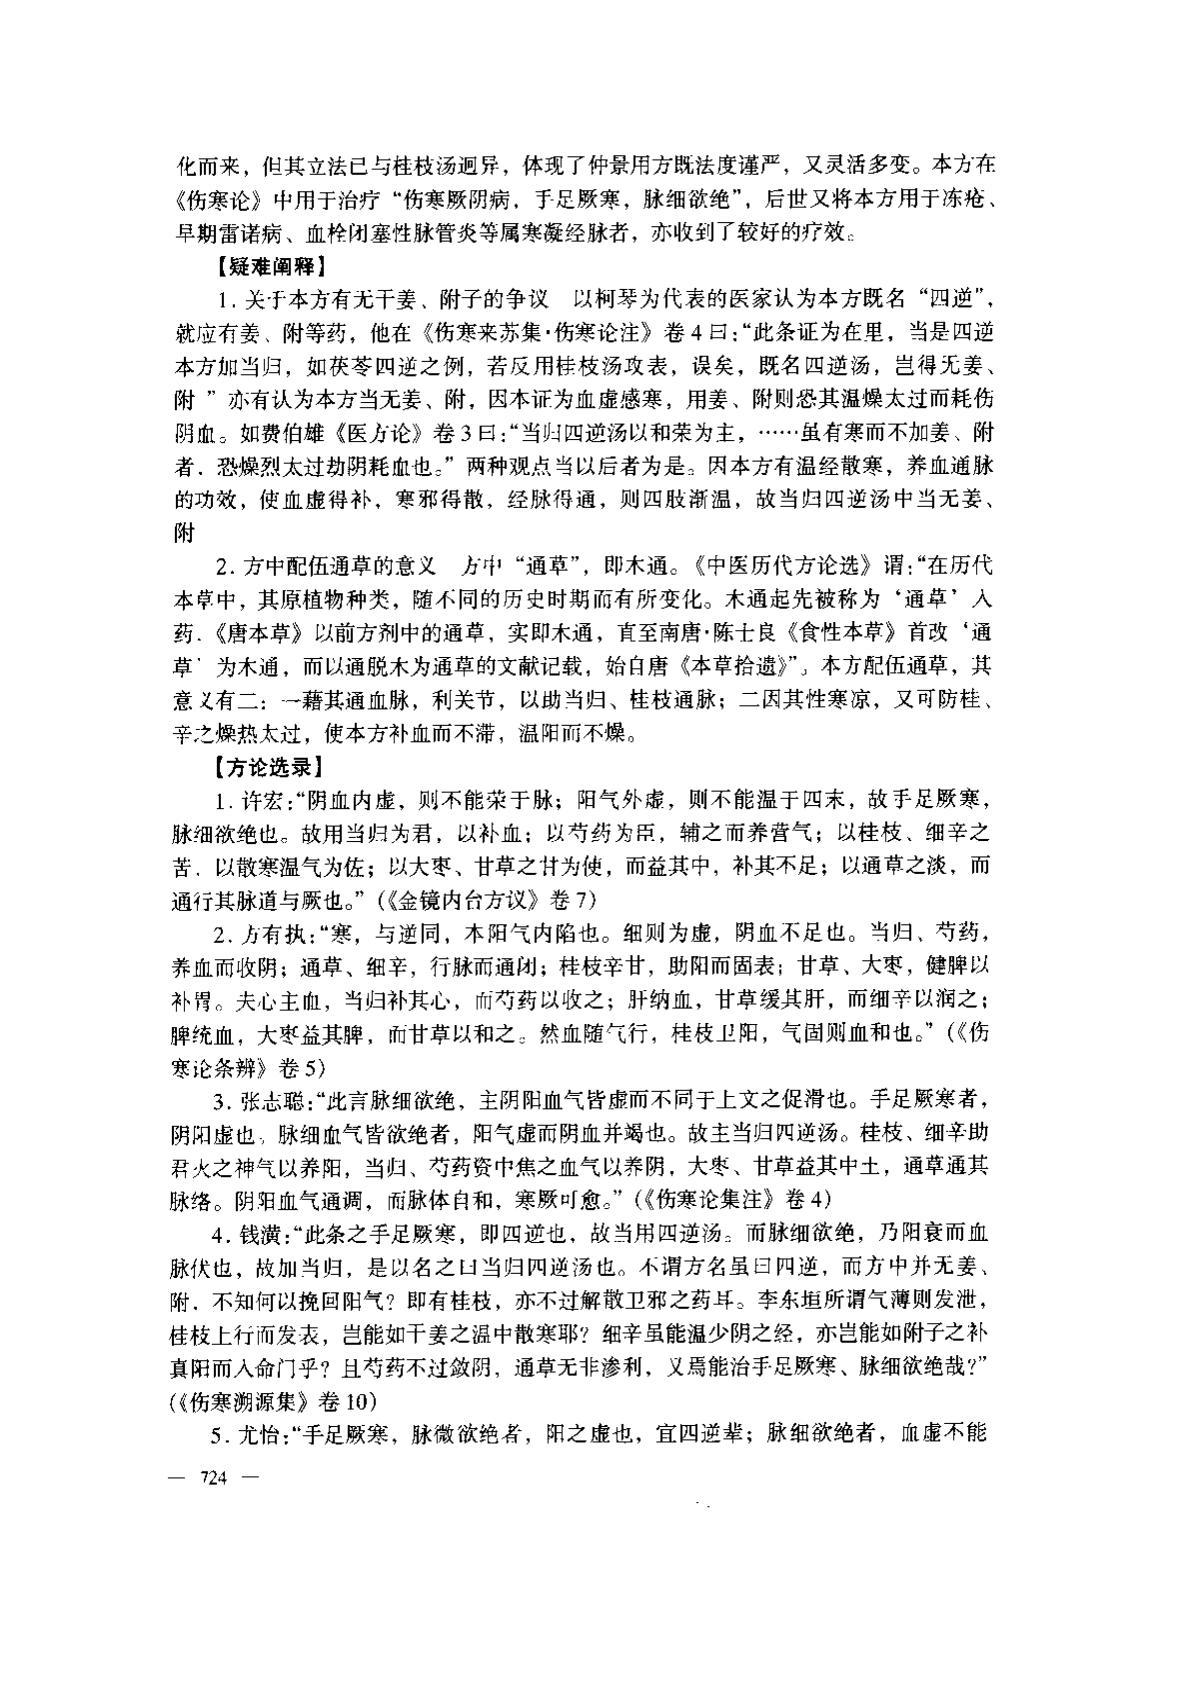 化而来，但其立法已与桂枝汤迥异，体现了仲景用方既法度谨严，又灵活多变。本方在
《伤寒论》中用于治疗“伤寒厥阴病，手足厥寒，脉细欲绝”，后世又将本方用于冻疮、
早期雷诺病、血栓闭塞性脉管炎等属寒凝经脉者，亦收到了较好的疗效。
【疑难阐释】
1. 关于本方有无干姜、附子的争议　以柯琴为代表的医家认为本方既名“四逆”，
就应有姜、附等药，他在《伤寒来苏集·伤寒论注》卷4曰：“此条证为在里，当是四逆
本方加当归，如茯苓四逆之例，若反用桂枝汤攻表，误矣，既名四逆汤，岂得无姜、
附 ”亦有认为本方当无姜、附，因本证为血虚感寒，用姜、附则恐其温燥太过而耗伤
阴血。如费伯雄《医方论》卷3曰：“当归四逆汤以和荣为主，……虽有寒而不加姜、附
者．恐燥烈太过劫阴耗血也。”两种观点当以后者为是。因本方有温经散寒，养血通脉
的功效，使血虚得补，寒邪得散，经脉得通，则四肢渐温，故当归四逆汤中当无姜、
附
2. 方中配伍通草的意义　方中“通草”，即木通。《中医历代方论选》谓：“在历代
本草中，其原植物种类，随不同的历史时期而有所变化。木通起先被称为‘通草’入
药．《唐本草》以前方剂中的通草，实即木通，直至南唐·陈士良《食性本草》首改‘通
草’为木通，而以通脱木为通草的文献记载，始自唐《本草拾遗》”。本方配伍通草，其
意义有二：一藉其通血脉，利关节，以助当归、桂枝通脉；二因其性寒凉，又可防桂、
辛之燥热太过，使本方补血而不滞，温阳而不燥。
【方论选录】
1. 许宏：“阴血内虚，则不能荣于脉；阳气外虚，则不能温于四末，故手足厥寒，
脉细欲绝也。故用当归为君，以补血；以芍药为臣，辅之而养营气；以桂枝、细辛之
苦．以散寒温气为佐；以大枣、甘草之甘为使，而益其中，补其不足；以通草之淡，而
通行其脉道与厥也。”（《金镜内台方议》卷7）
2. 方有执：“寒，与逆同，本阳气内陷也。细则为虚，阴血不足也。当归、芍药，
养血而收阴；通草、细辛，行脉而通闭；桂枝辛甘，助阳而固表；甘草、大枣，健脾以
补胃。夫心主血，当归补其心，而芍药以收之；肝纳血，甘草缓其肝，而细辛以润之；
脾统血，大枣益其脾，而甘草以和之。然血随气行，桂枝卫阳，气固则血和也。”（《伤
寒论条辨》卷5）
3. 张志聪：“此言脉细欲绝，主阴阳血气皆虚而不同于上文之促滑也。手足厥寒者，
阴阳虚也，脉细血气皆欲绝者，阳气虚而阴血并竭也。故主当归四逆汤。桂枝、细辛助
君火之神气以养阳，当归、芍药资中焦之血气以养阴，大枣、甘草益其中土，通草通其
脉络。阴阳血气通调，而脉体自和，寒厥可愈。”（《伤寒论集注》卷4）
4. 钱潢：“此条之手足厥寒，即四逆也，故当用四逆汤。而脉细欲绝，乃阳衰而血
脉伏也，故加当归，是以名之曰当归四逆汤也。不谓方名虽曰四逆，而方中并无姜、
附．不知何以挽回阳气？即有桂枝，亦不过解散卫邪之药耳。李东垣所谓气薄则发泄，
桂枝上行而发表，岂能如干姜之温中散寒耶？细辛虽能温少阴之经，亦岂能如附子之补
真阳而入命门乎？且芍药不过敛阴，通草无非渗利，又焉能治手足厥寒、脉细欲绝哉？”
（《伤寒溯源集》卷10）
5. 尤怡：“手足厥寒，脉微欲绝者，阳之虚也，宜四逆辈；脉细欲绝者，血虚不能
— 724 —